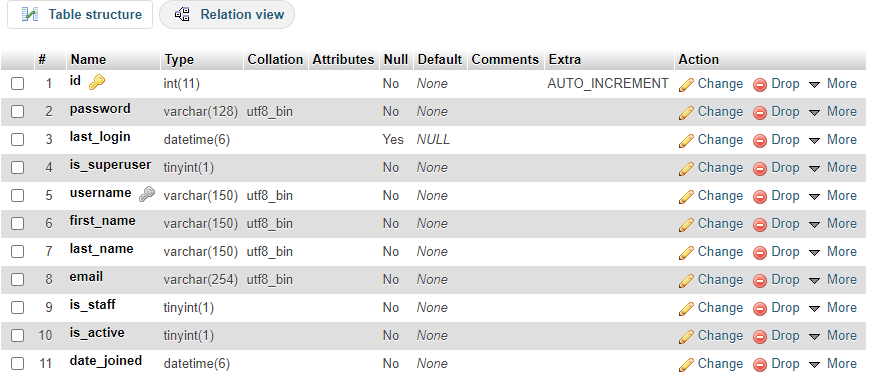 Table structure Relation view
# Name Type Collation Attributes Null Default Comments Extra Action
1 id int(11) No None AUTO_INCREMENT Change Drop More
2 password varchar(128) utf8_bin No None Change Drop More
3 last_login datetime(6) Yes NULL Change Drop More
4 is_superuser tinyint(1) No None Change Drop More
5 username varchar(150) utf8_bin No None Change Drop More
6 first_name varchar(150) utf8_bin No None Change Drop More
7 last_name varchar(150) utf8_bin No None Change Drop More
8 email varchar(254) utf8_bin No None Change Drop More
9 is_staff tinyint(1) No None Change Drop More
10 is_active tinyint(1) No None Change Drop More
11 date_joined datetime(6) No None Change Drop More